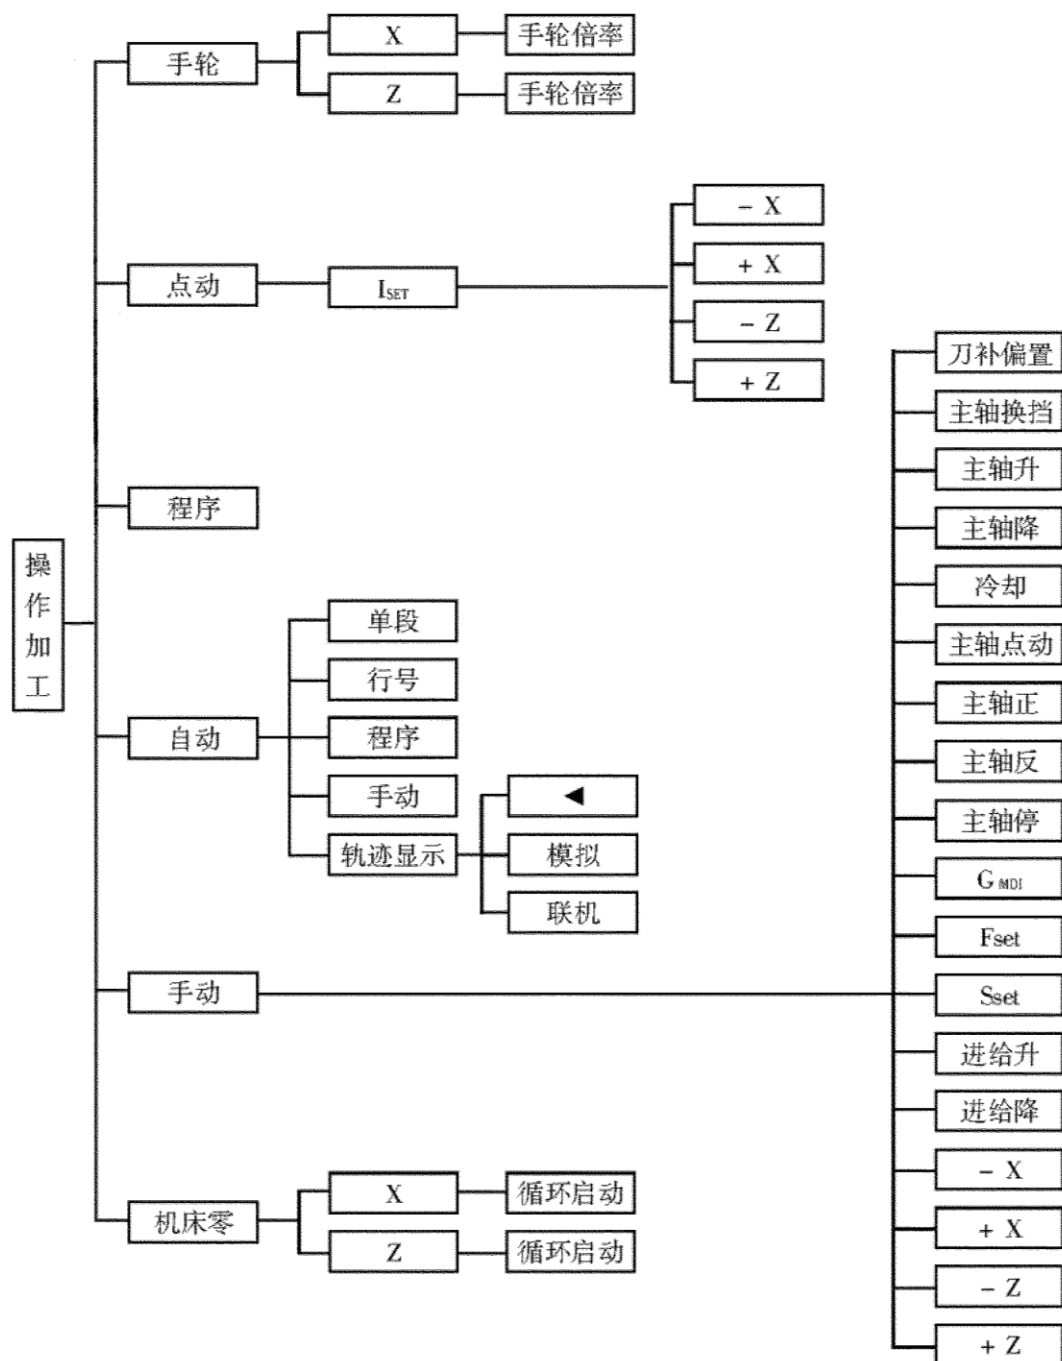 操作加工
手轮
X
手轮倍率
Z
手轮倍率
点动
ISET
- X
+ X
- Z
+ Z
程序
自动
单段
行号
程序
手动
轨迹显示
◀
模拟
联机
手动
刀补偏置
主轴换挡
主轴升
主轴降
冷却
主轴点动
主轴正
主轴反
主轴停
G MDI
Fset
Sset
进给升
进给降
- X
+ X
- Z
+ Z
机床零
X
循环启动
Z
循环启动